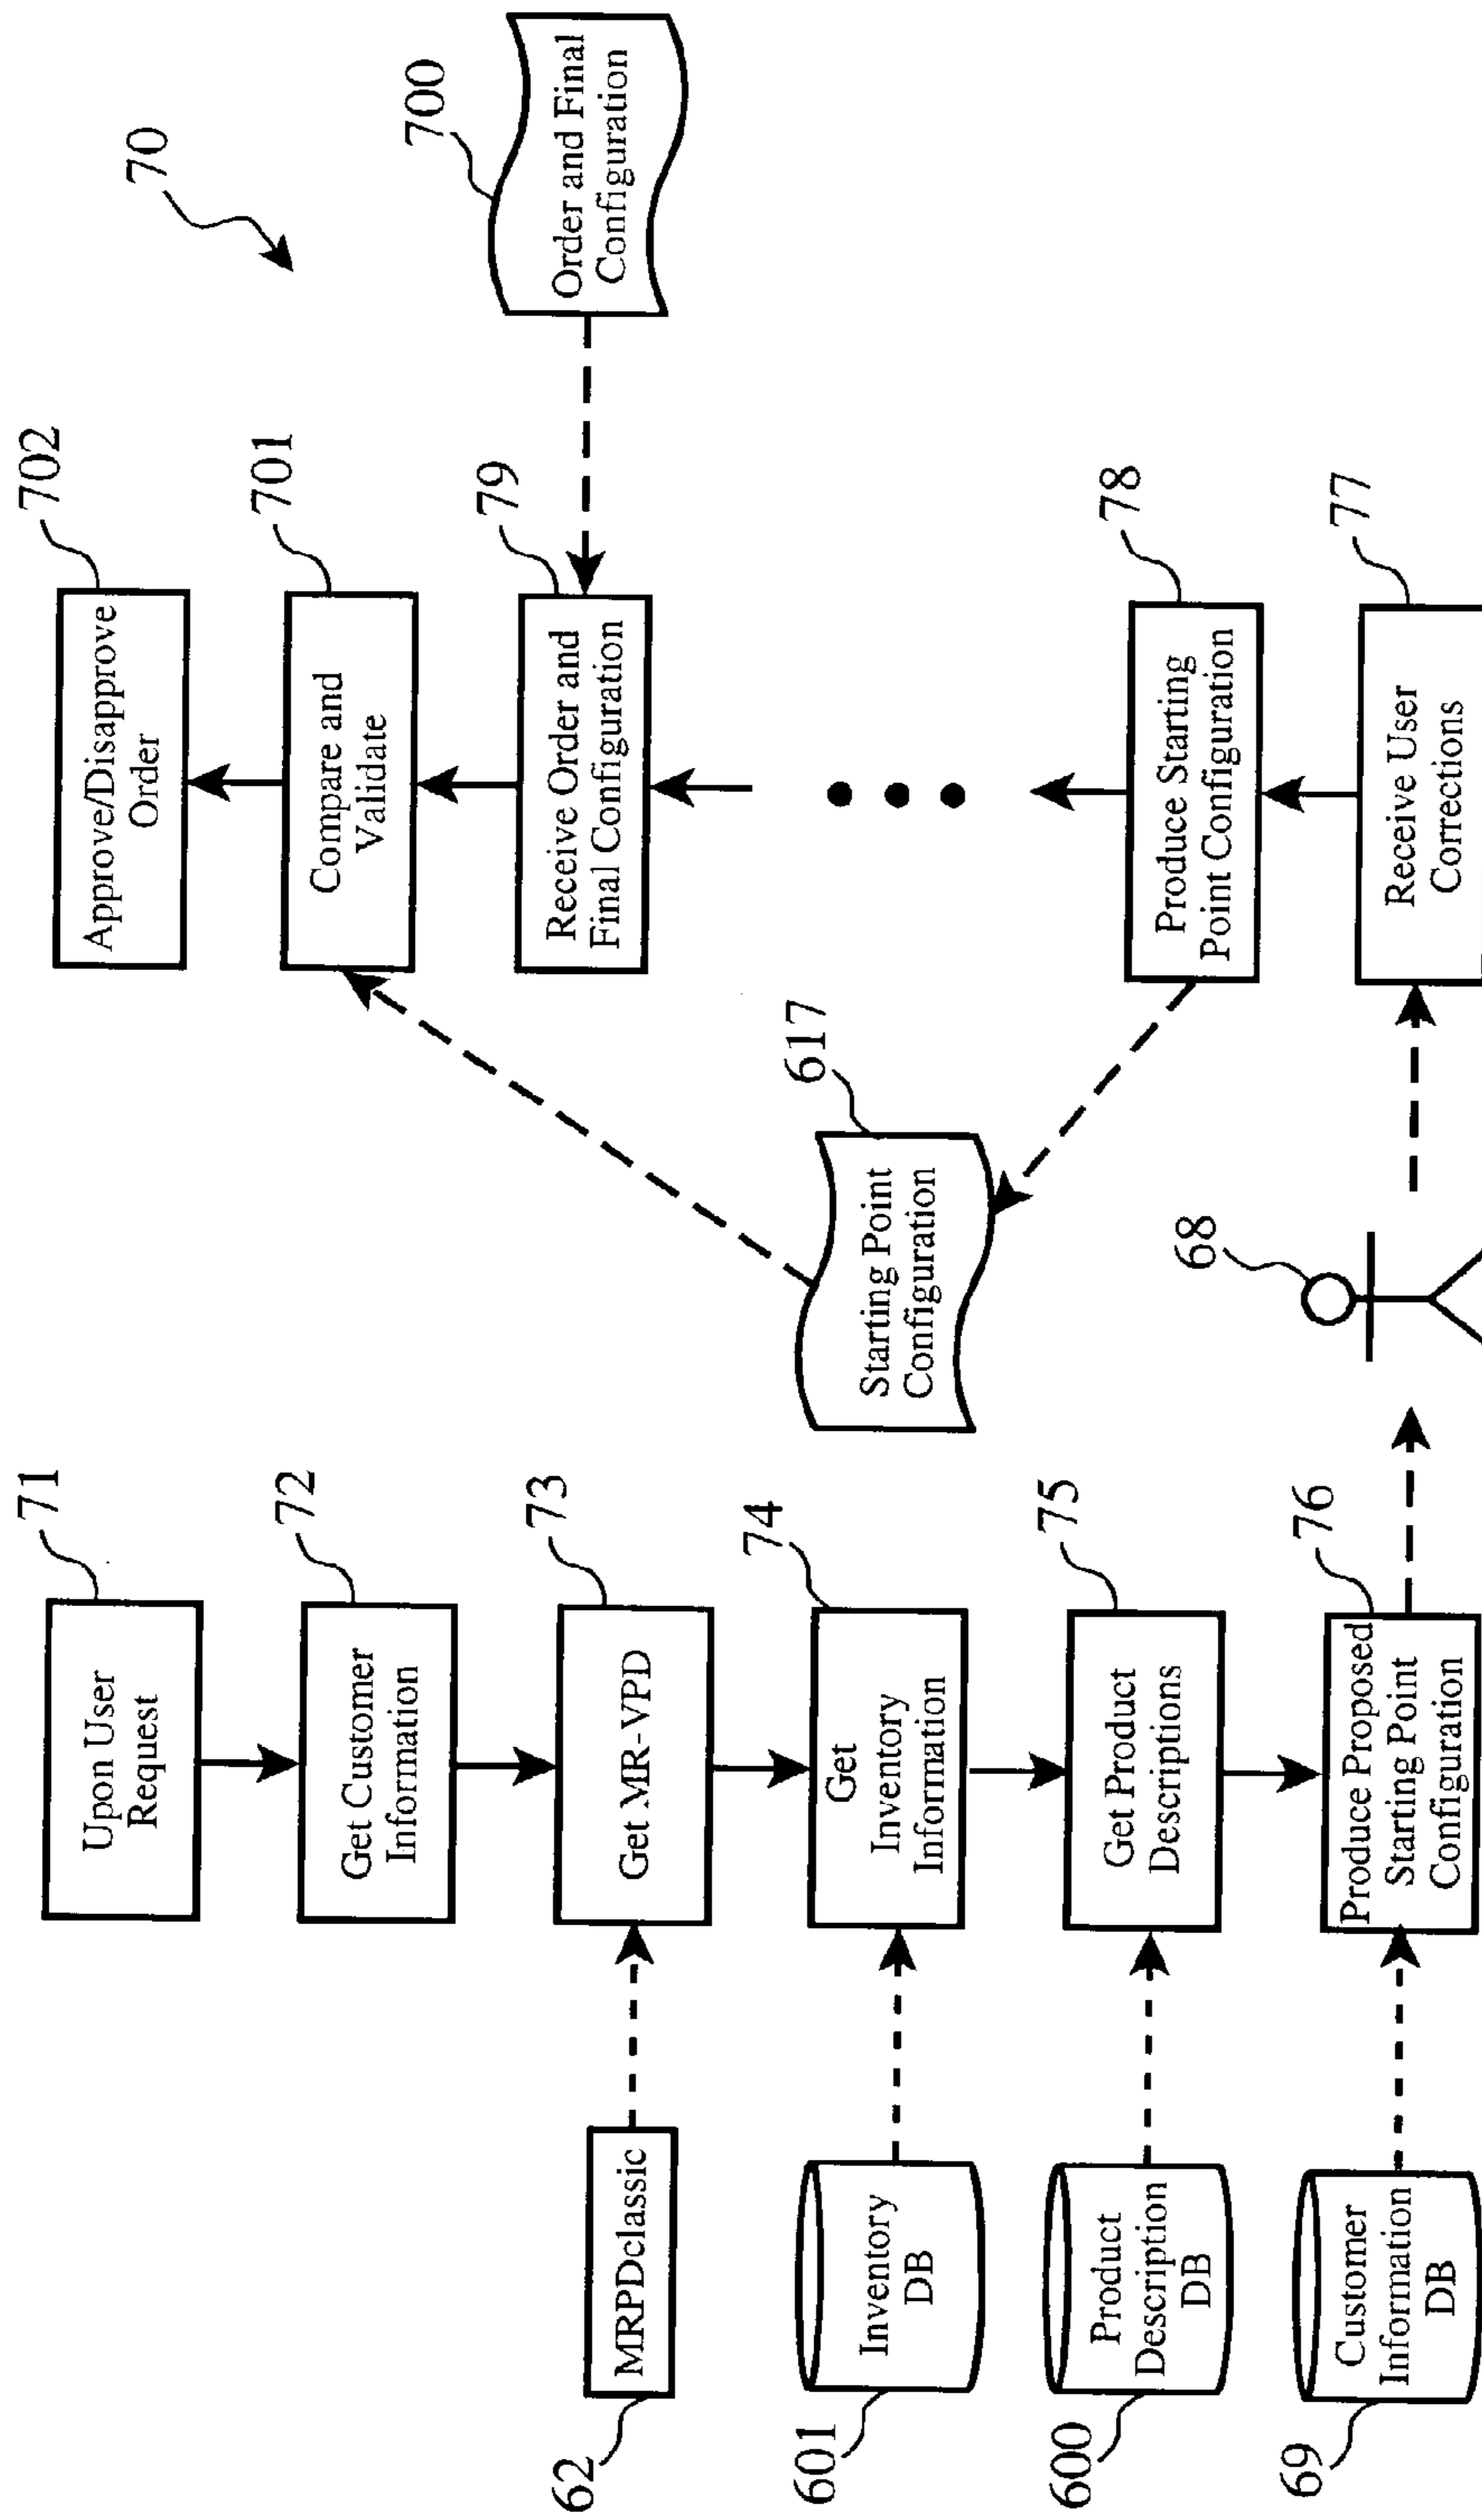 70
71
Upon User
Request
72
Get Customer
Information
62
MRPDclassic
73
Get MR-VPD
601
Inventory
DB
74
Get
Inventory
Information
600
Product
Description
DB
75
Get Product
Descriptions
69
Customer
Information
DB
76
Produce Proposed
Starting Point
Configuration
68
77
Receive User
Corrections
78
Produce Starting
Point Configuration
617
Starting Point
Configuration
79
Receive Order and
Final Configuration
700
Order and Final
Configuration
701
Compare and
Validate
702
Approve/Disapprove
Order